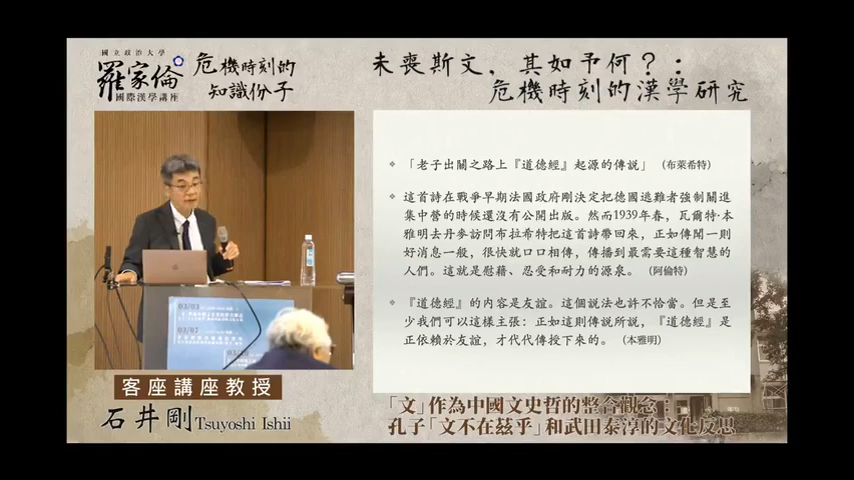 國立政治大學
羅家倫
國際漢學講座
危機時刻的
知識份子
未喪斯文，其如予何？：
危機時刻的漢學研究
「老子出關之路上『道德經』起源的傳說」（布萊希特）
這首詩在戰爭早期法國政府剛決定把德國逃難者強制關進
集中營的時候還沒有公開出版。然而1939年春，瓦爾特·本
雅明去丹麥訪問布拉希特把這首詩帶回來，正如傳聞一則
好消息一般，很快就口口相傳，傳播到最需要這種智慧的
人們。這就是慰藉、忍受和耐力的源泉。（阿倫特）
『道德經』的內容是友誼。這個說法也許不恰當。但是至
少我們可以這樣主張：正如這則傳說所說，『道德經』是
正依賴於友誼，才代代傳授下來的。（本雅明）
03/01
03/02
客座講座教授
石井剛Tsuyoshi Ishii
「文」作為中國文史哲的整合觀念：
孔子「文不在茲乎」和武田泰淳的文化反思